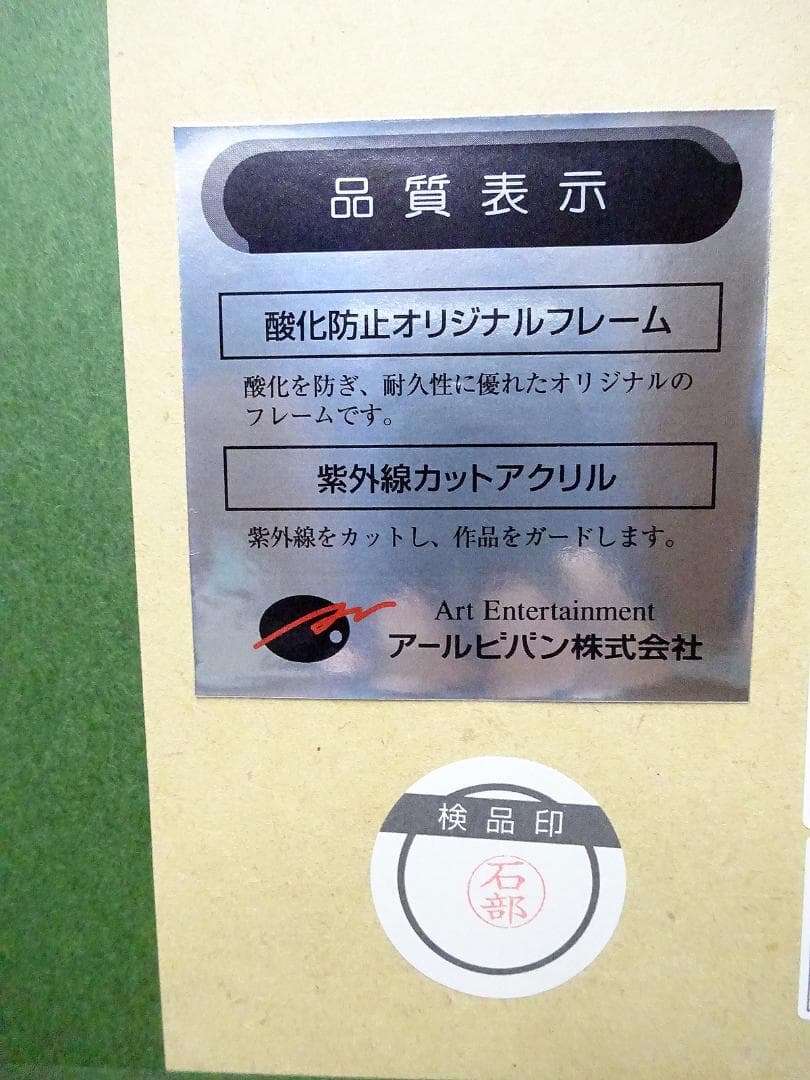 品質表示
酸化防止オリジナルフレーム
酸化を防ぎ、耐久性に優れたオリジナルの
フレームです。
紫外線カットアクリル
紫外線をカットし、作品をガードします。
Art Entertainment
アールビバン株式会社
検品印
石部